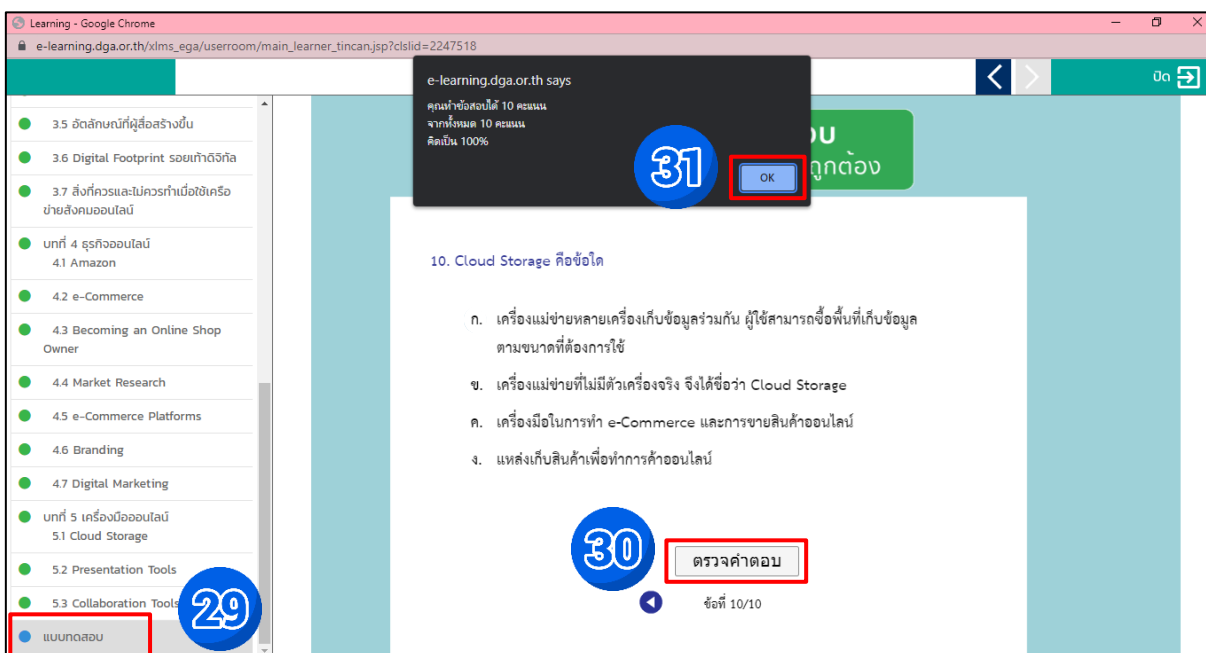 Learning - Google Chrome
e-learning.dga.or.th/xlms_ega/userroom/main_learner_tincan.jsp?clslid=2247518
ปิด
e-learning.dga.or.th says
คุณทำข้อสอบได้ 10 คะแนน
จากทั้งหมด 10 คะแนน
คิดเป็น 100%
OK
31
ถูกต้อง
3.5 อัตลักษณ์ที่ผู้สื่อสร้างขึ้น
3.6 Digital Footprint รอยเท้าดิจิทัล
3.7 สิ่งที่ควรและไม่ควรทำเมื่อใช้เครือ
ข่ายสังคมออนไลน์
บทที่ 4 ธุรกิจออนไลน์
4.1 Amazon
4.2 e-Commerce
4.3 Becoming an Online Shop
Owner
4.4 Market Research
4.5 e-Commerce Platforms
4.6 Branding
4.7 Digital Marketing
บทที่ 5 เครื่องมือออนไลน์
5.1 Cloud Storage
5.2 Presentation Tools
5.3 Collaboration Tools
29
แบบทดสอบ
10. Cloud Storage คือข้อใด
ก. เครื่องแม่ข่ายหลายเครื่องเก็บข้อมูลร่วมกัน ผู้ใช้สามารถซื้อพื้นที่เก็บข้อมูล
ตามขนาดที่ต้องการใช้
ข. เครื่องแม่ข่ายที่ไม่มีตัวเครื่องจริง จึงได้ชื่อว่า Cloud Storage
ค. เครื่องมือในการทำ e-Commerce และการขายสินค้าออนไลน์
ง. แหล่งเก็บสินค้าเพื่อทำการค้าออนไลน์
30
ตรวจคำตอบ
ข้อที่ 10/10